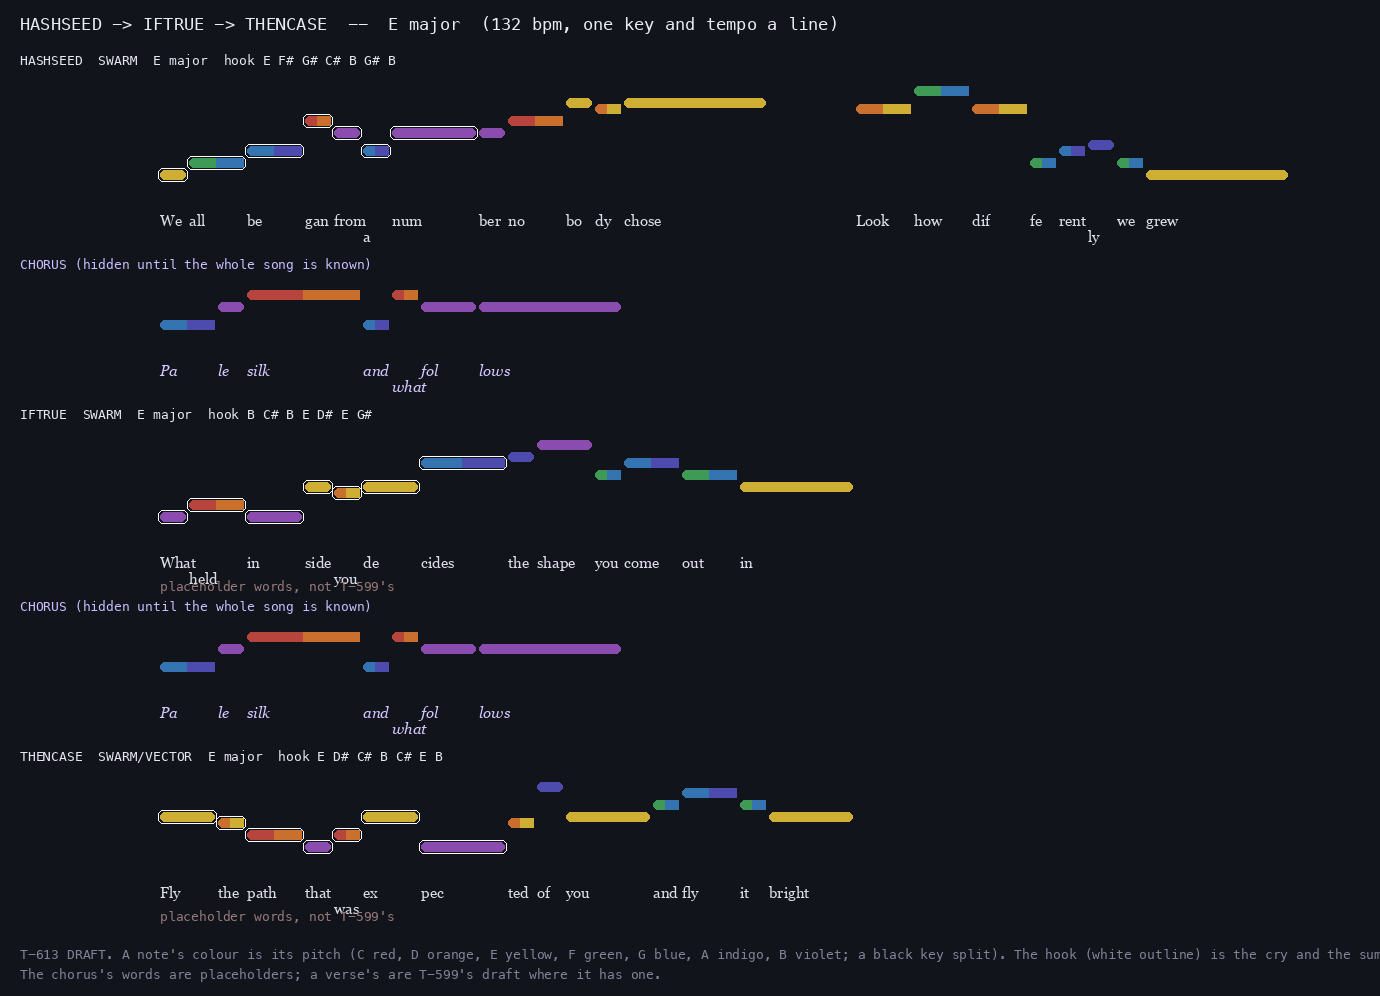 HASHSEED —> IFTRUE —> THENCASE —— E major (132 bpm, one key and tempo a line)
HASHSEED SWARM E major hook E F# G# C# B G# B
We all be gan from num ber no bo dy chose Look how dif fe rent we grew
a ly
CHORUS (hidden until the whole song is known)
Pa le silk and fol lows
what
IFTRUE SWARM E major hook B C# B E D# E G#
What in side de cides the shape you come out in
held you
placeholder words, not T—599's
CHORUS (hidden until the whole song is known)
Pa le silk and fol lows
what
THENCASE SWARM/VECTOR E major hook E D# C# B C# E B
Fly the path that ex pec ted of you and fly it bright
was
placeholder words, not T—599's
T—613 DRAFT. A note's colour is its pitch (C red, D orange, E yellow, F green, G blue, A indigo, B violet; a black key split). The hook (white outline) is the cry and the sum
The chorus's words are placeholders; a verse's are T—599's draft where it has one.